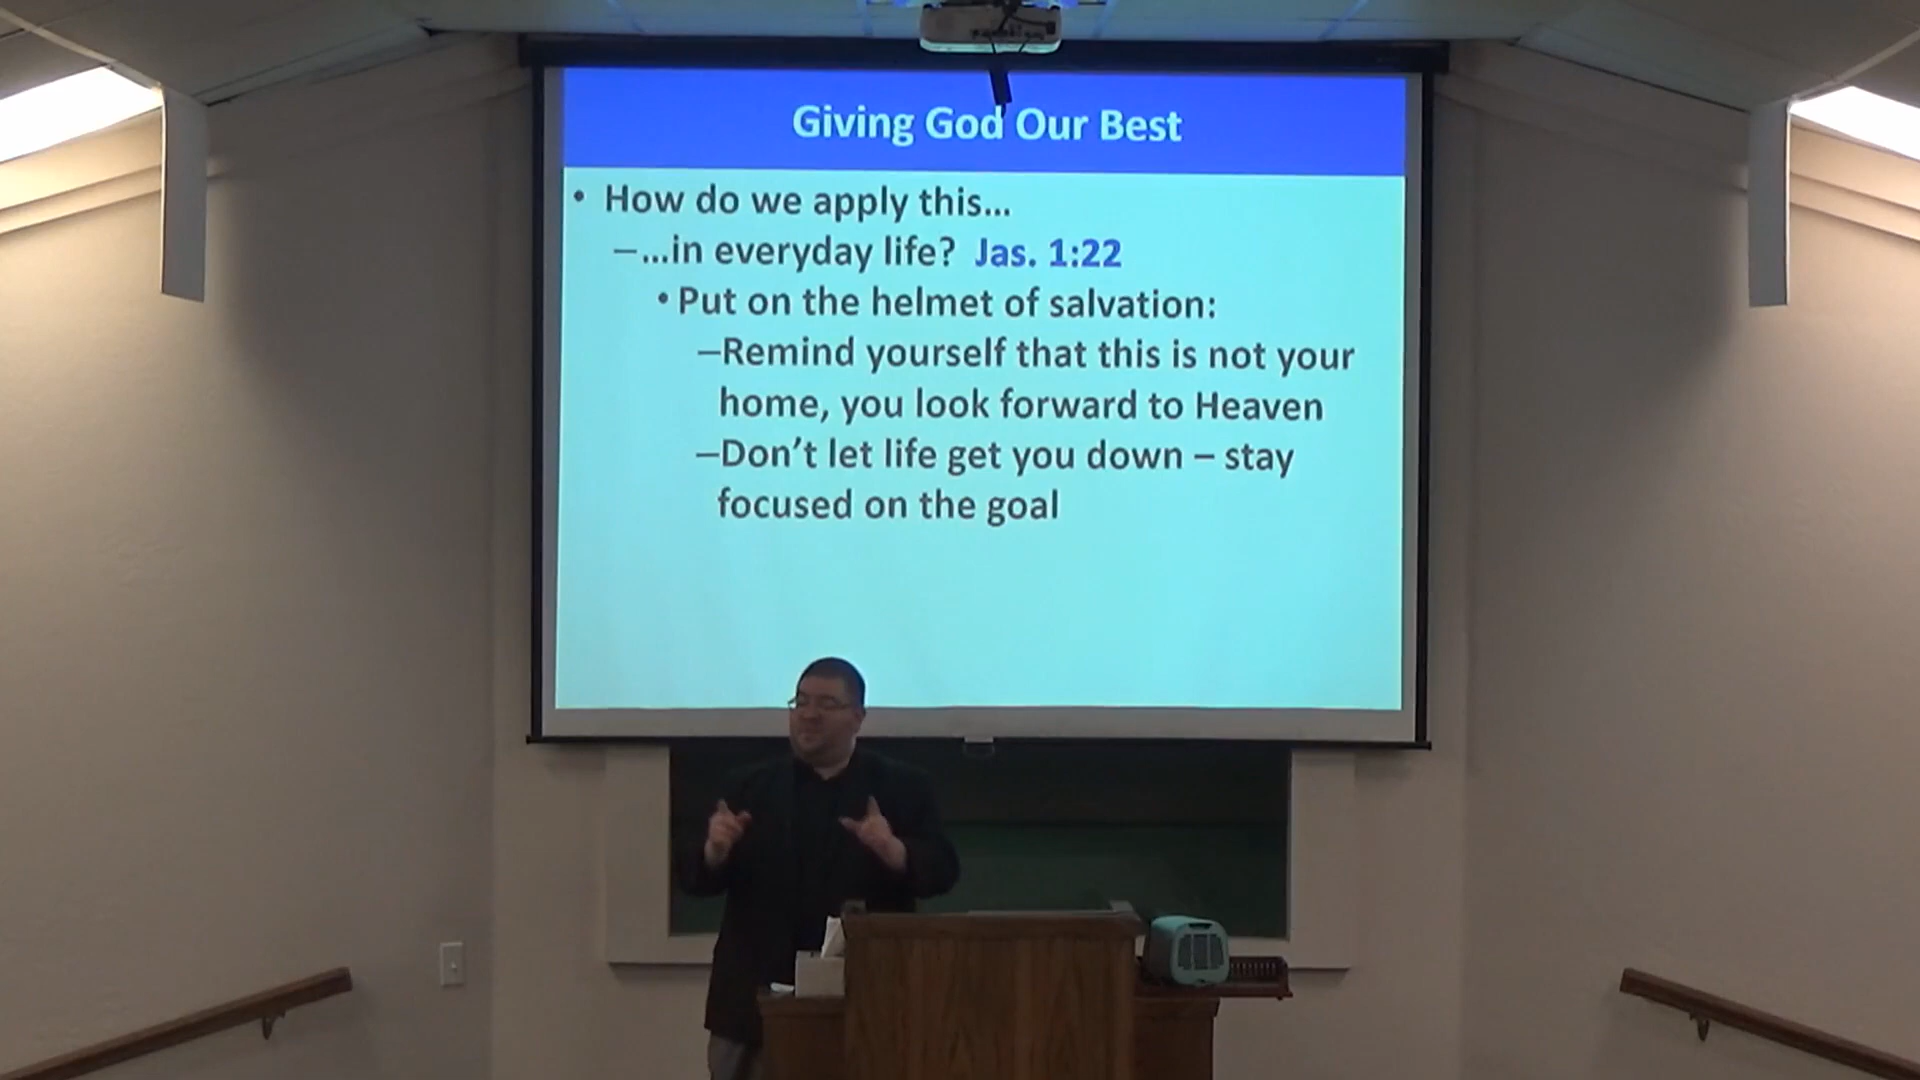 Giving God Our Best
• How do we apply this...
–...in everyday life? Jas. 1:22
• Put on the helmet of salvation:
–Remind yourself that this is not your
home, you look forward to Heaven
–Don’t let life get you down – stay
focused on the goal